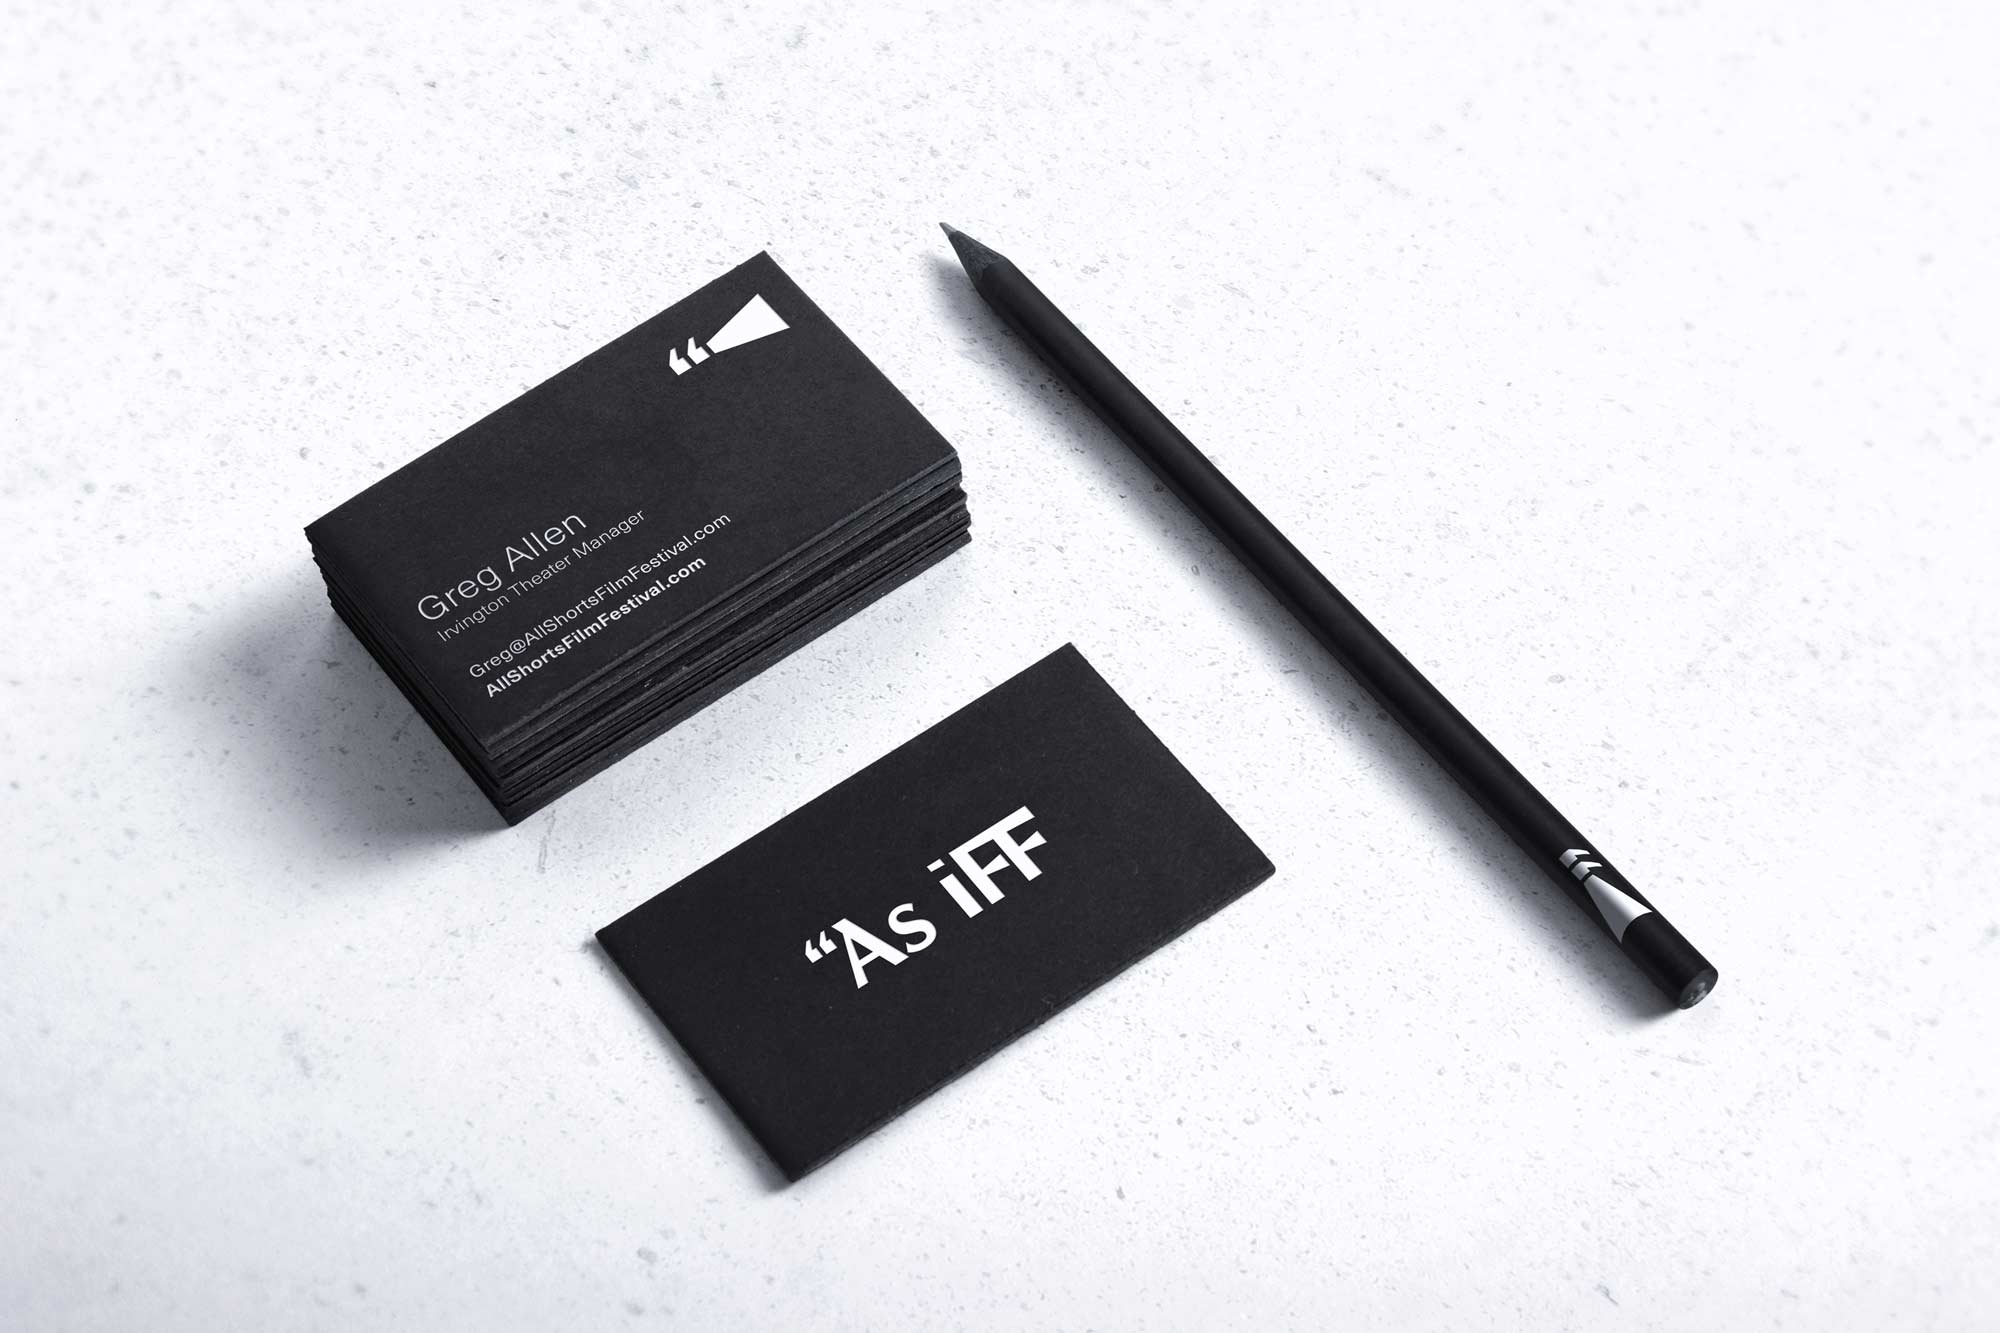 Greg Allen
Irvington Theater Manager
Greg@AllShortsFilmFestival.com
AllShortsFilmFestival.com
“As iFF